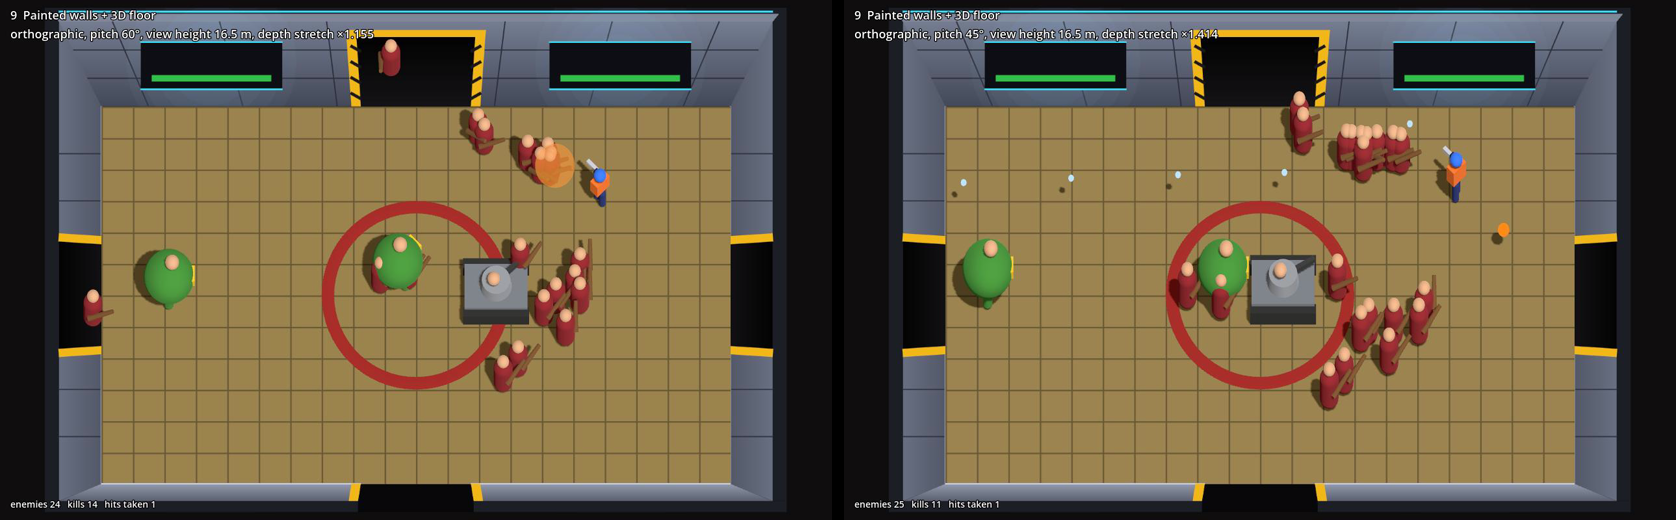 9 Painted walls + 3D floor
orthographic, pitch 60°, view height 16.5 m, depth stretch ×1.155
enemies 24 kills 14 hits taken 1
9 Painted walls + 3D floor
orthographic, pitch 45°, view height 16.5 m, depth stretch ×1.414
enemies 25 kills 11 hits taken 1